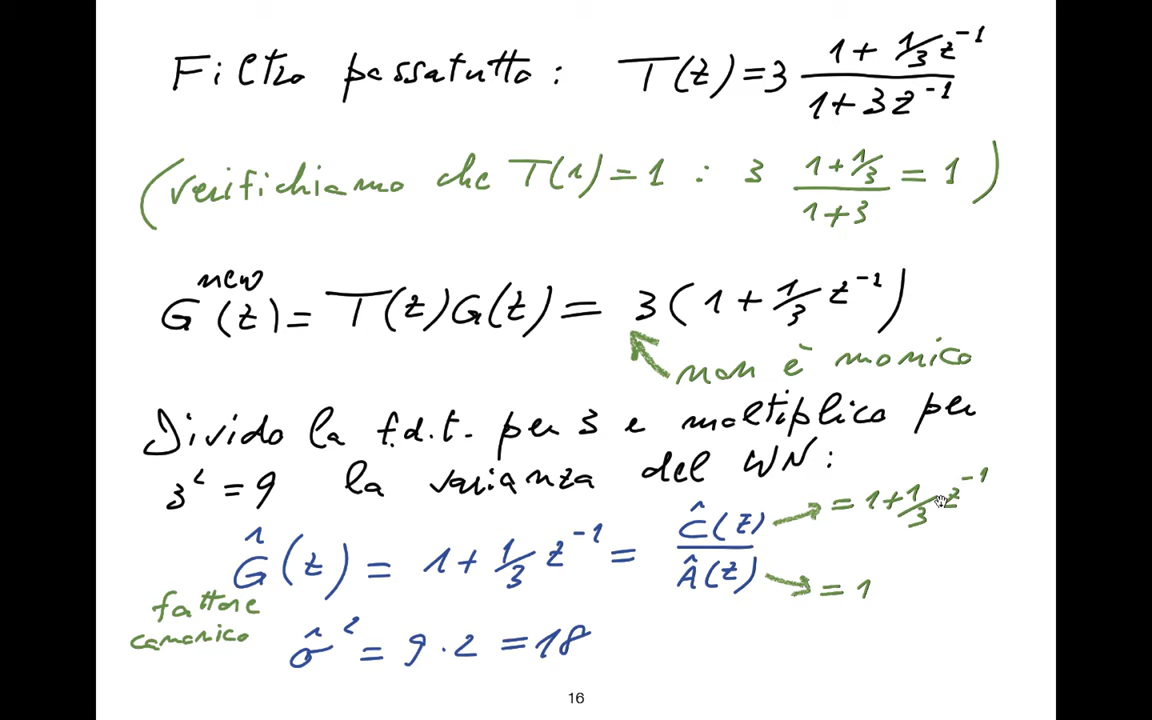 Filtro passatutto: T(z) = 3 (1 + 1/3 z⁻¹) / (1 + 3z⁻¹)
(verifichiamo che T(1) = 1 : 3 (1 + 1/3) / (1 + 3) = 1)
Gⁿᵉʷ(z) = T(z)G(z) = 3(1 + 1/3 z⁻¹)
non è monico
Divido la f.d.t. per 3 e moltiplico per
3² = 9 la varianza del WN:
Ĝ(z) = 1 + 1/3 z⁻¹ = Ĉ(z) / Â(z)
→ = 1 + 1/3 z⁻¹
→ = 1
fattore
canonico
σ̂² = 9 · 2 = 18
16